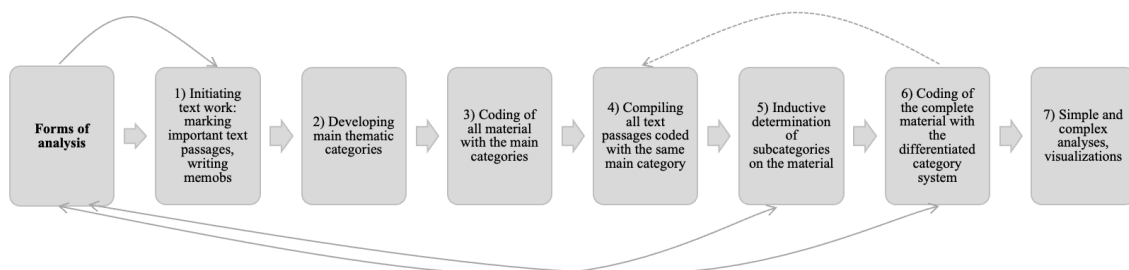 Forms of
analysis
1) Initiating
text work:
marking
important text
passages,
writing
memobs
2) Developing
main thematic
categories
3) Coding of
all material
with the main
categories
4) Compiling
all text
passages coded
with the same
main category
5) Inductive
determination
of
subcategories
on the material
6) Coding of
the complete
material with
the
differentiated
category
system
7) Simple and
complex
analyses,
visualizations